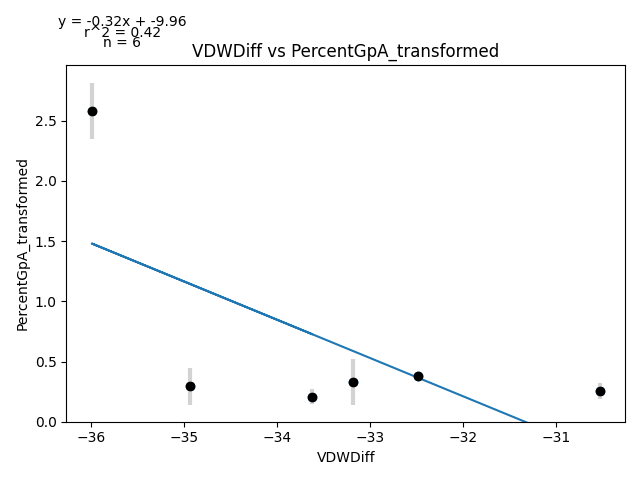 y = -0.32x + -9.96
r^2 = 0.42
n = 6
VDWDiff vs PercentGpA_transformed
PercentGpA_transformed
2.5
2.0
1.5
1.0
0.5
0.0
−36 −35 −34 −33 −32 −31
VDWDiff